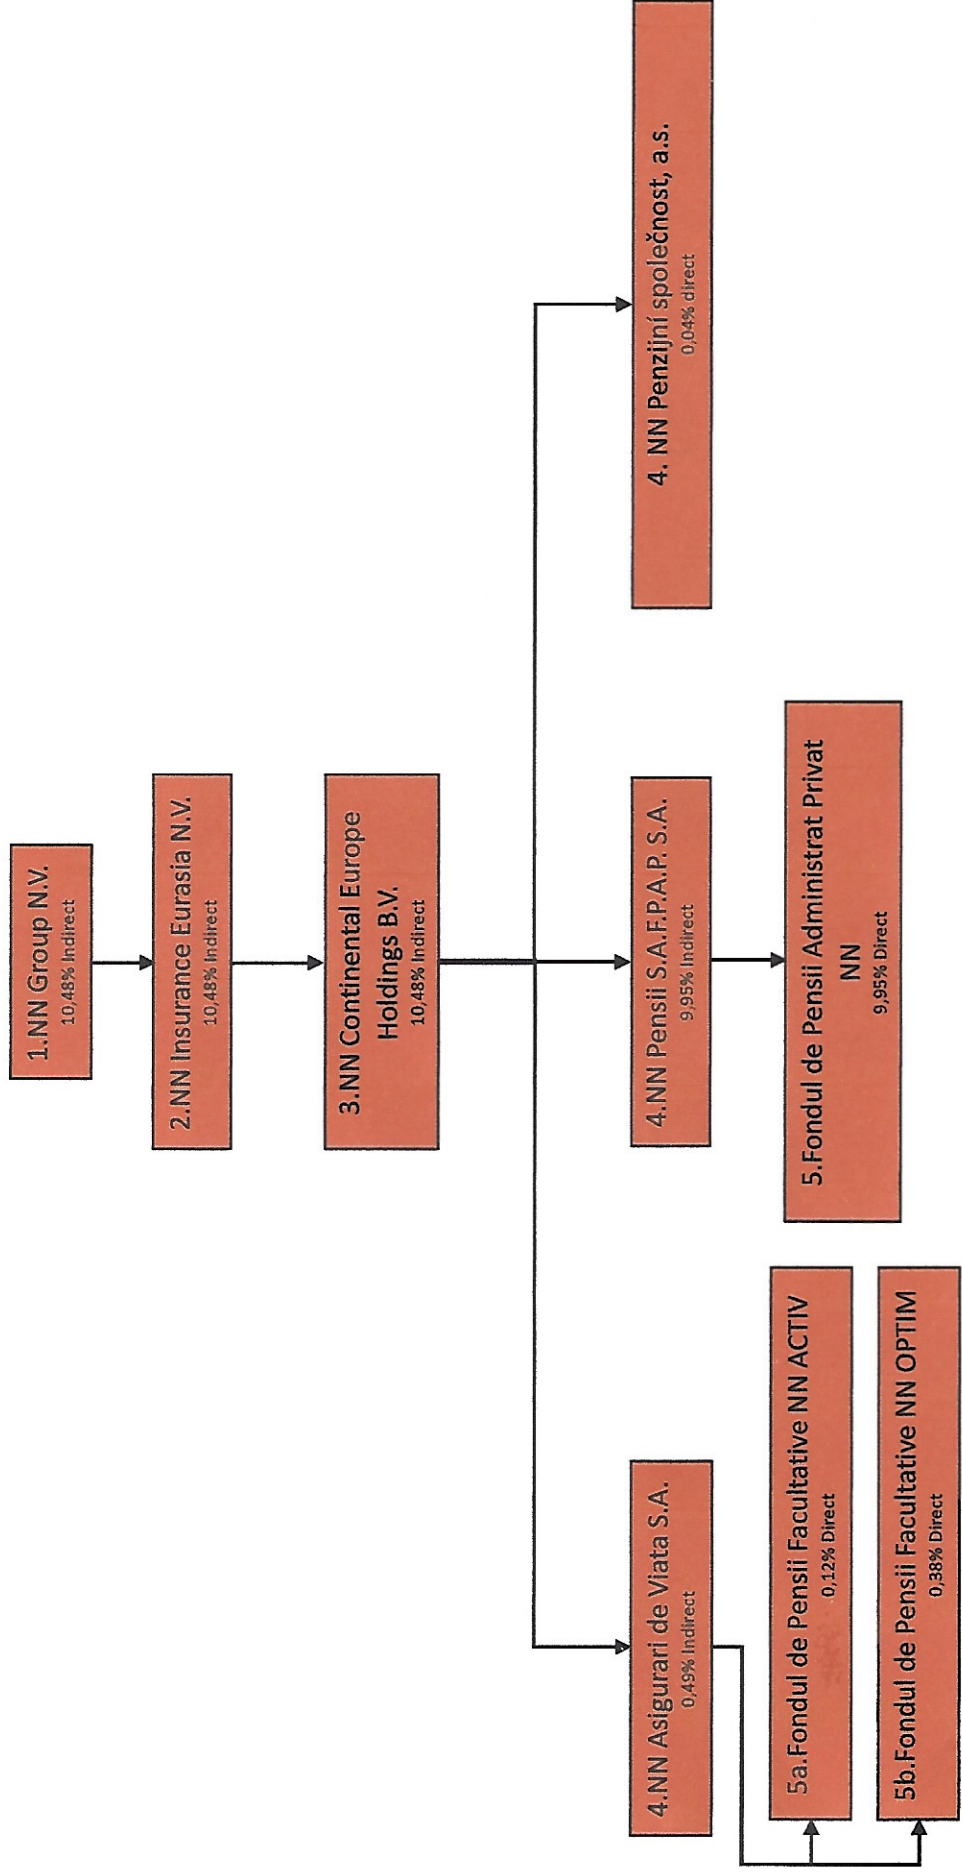 1.NN Group N.V.
10,48% Indirect
2.NN Insurance Eurasia N.V.
10,48% Indirect
3.NN Continental Europe
Holdings B.V.
10,48% Indirect
4.NN Asigurari de Viata S.A.
0,49% Indirect
4.NN Pensii S.A.F.P.A.P. S.A.
9,95% Indirect
4. NN Penzijní společnost, a.s.
0,04% direct
5a.Fondul de Pensii Facultative NN ACTIV
0,12% Direct
5b.Fondul de Pensii Facultative NN OPTIM
0,38% Direct
5.Fondul de Pensii Administrat Privat
NN
9,95% Direct